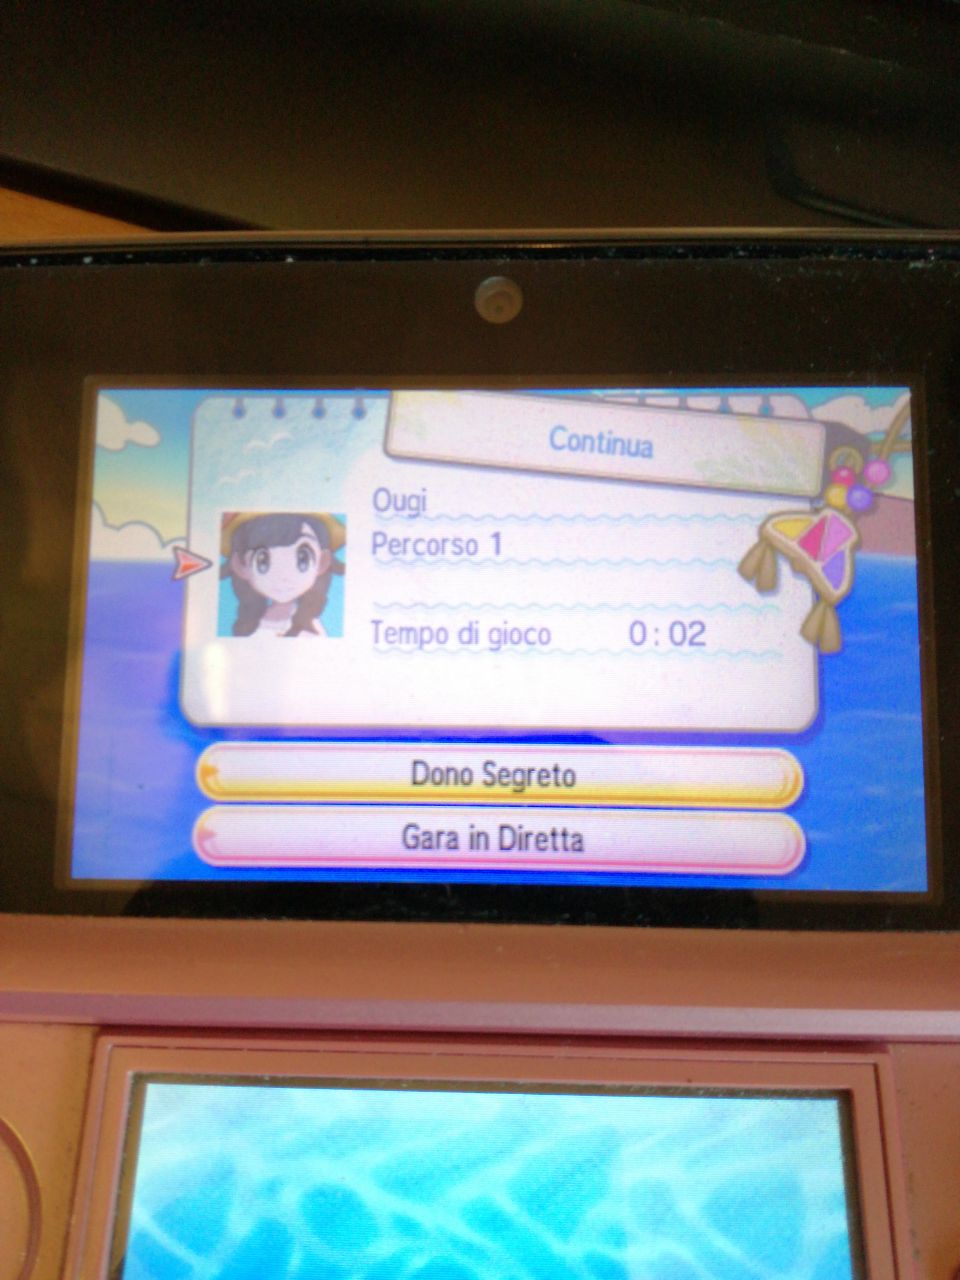 Continua
Ougi
Percorso 1
Tempo di gioco 0:02
Dono Segreto
Gara in Diretta